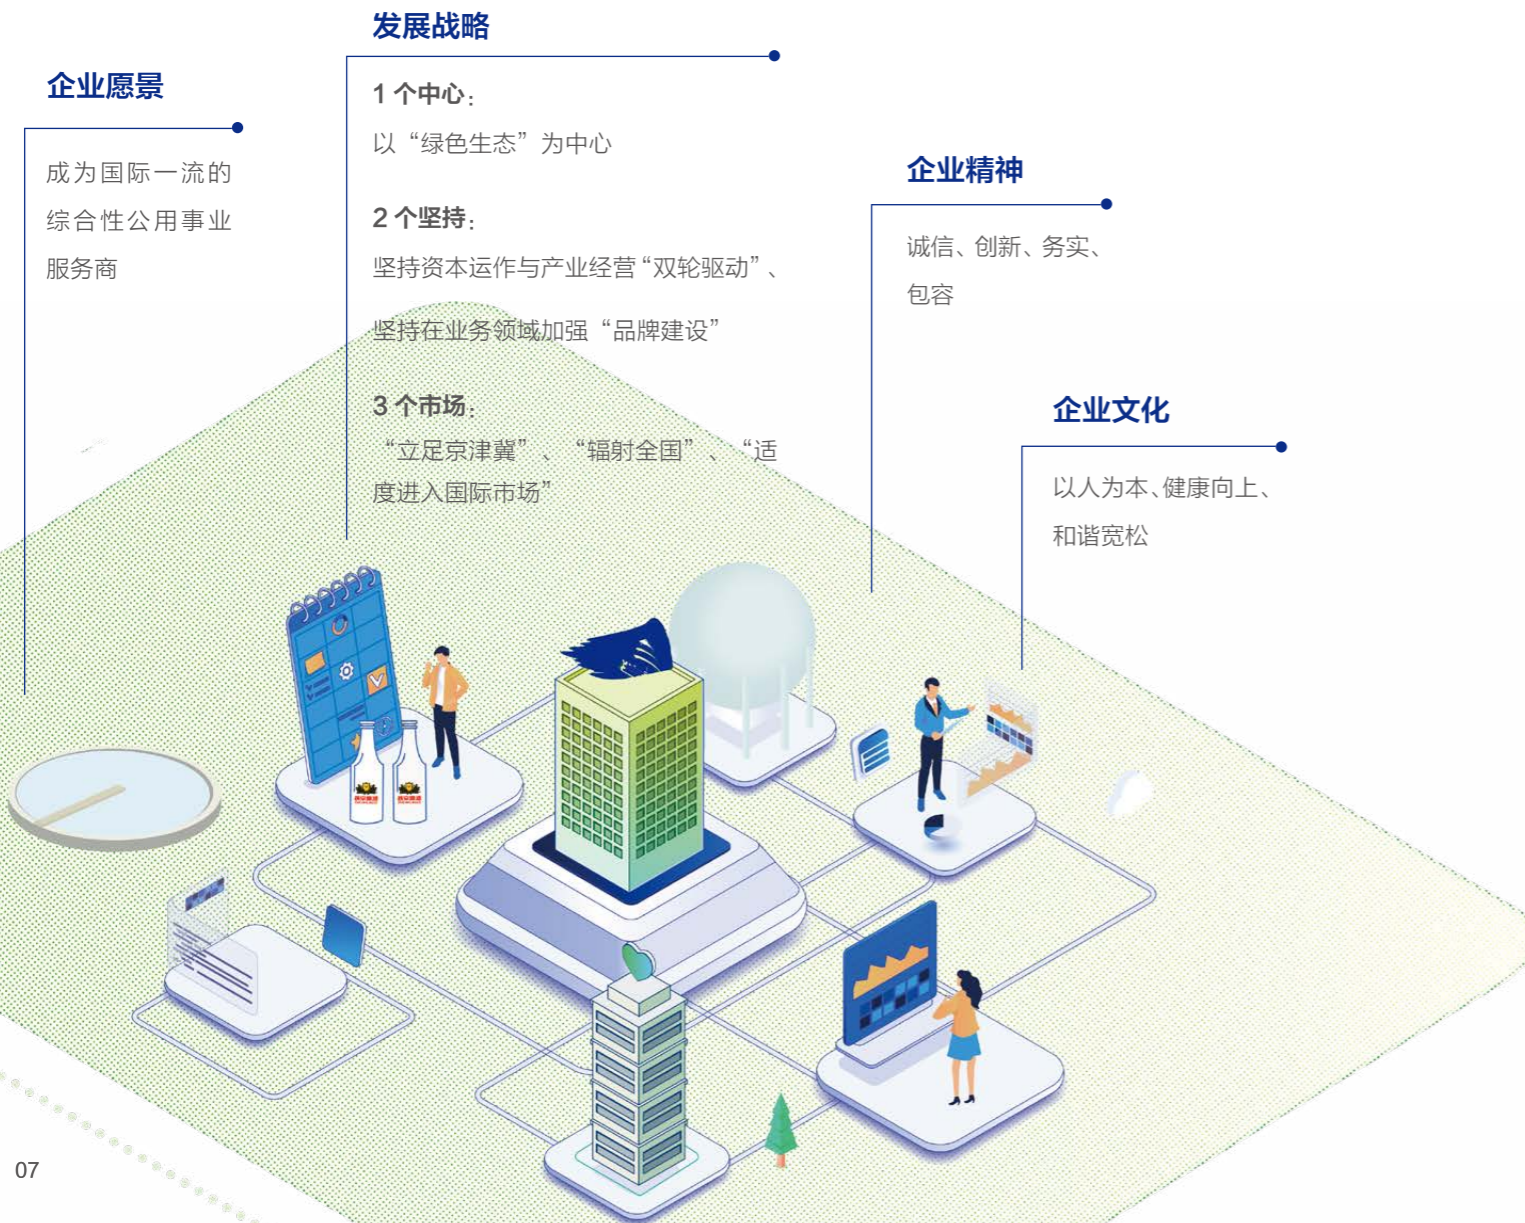 企业愿景
成为国际一流的
综合性公用事业
服务商
发展战略
1 个中心：
以“绿色生态”为中心
2 个坚持：
坚持资本运作与产业经营“双轮驱动”、
坚持在业务领域加强“品牌建设”
3 个市场：
“立足京津冀”、“辐射全国”、“适
度进入国际市场”
企业精神
诚信、创新、务实、
包容
企业文化
以人为本、健康向上、
和谐宽松
07